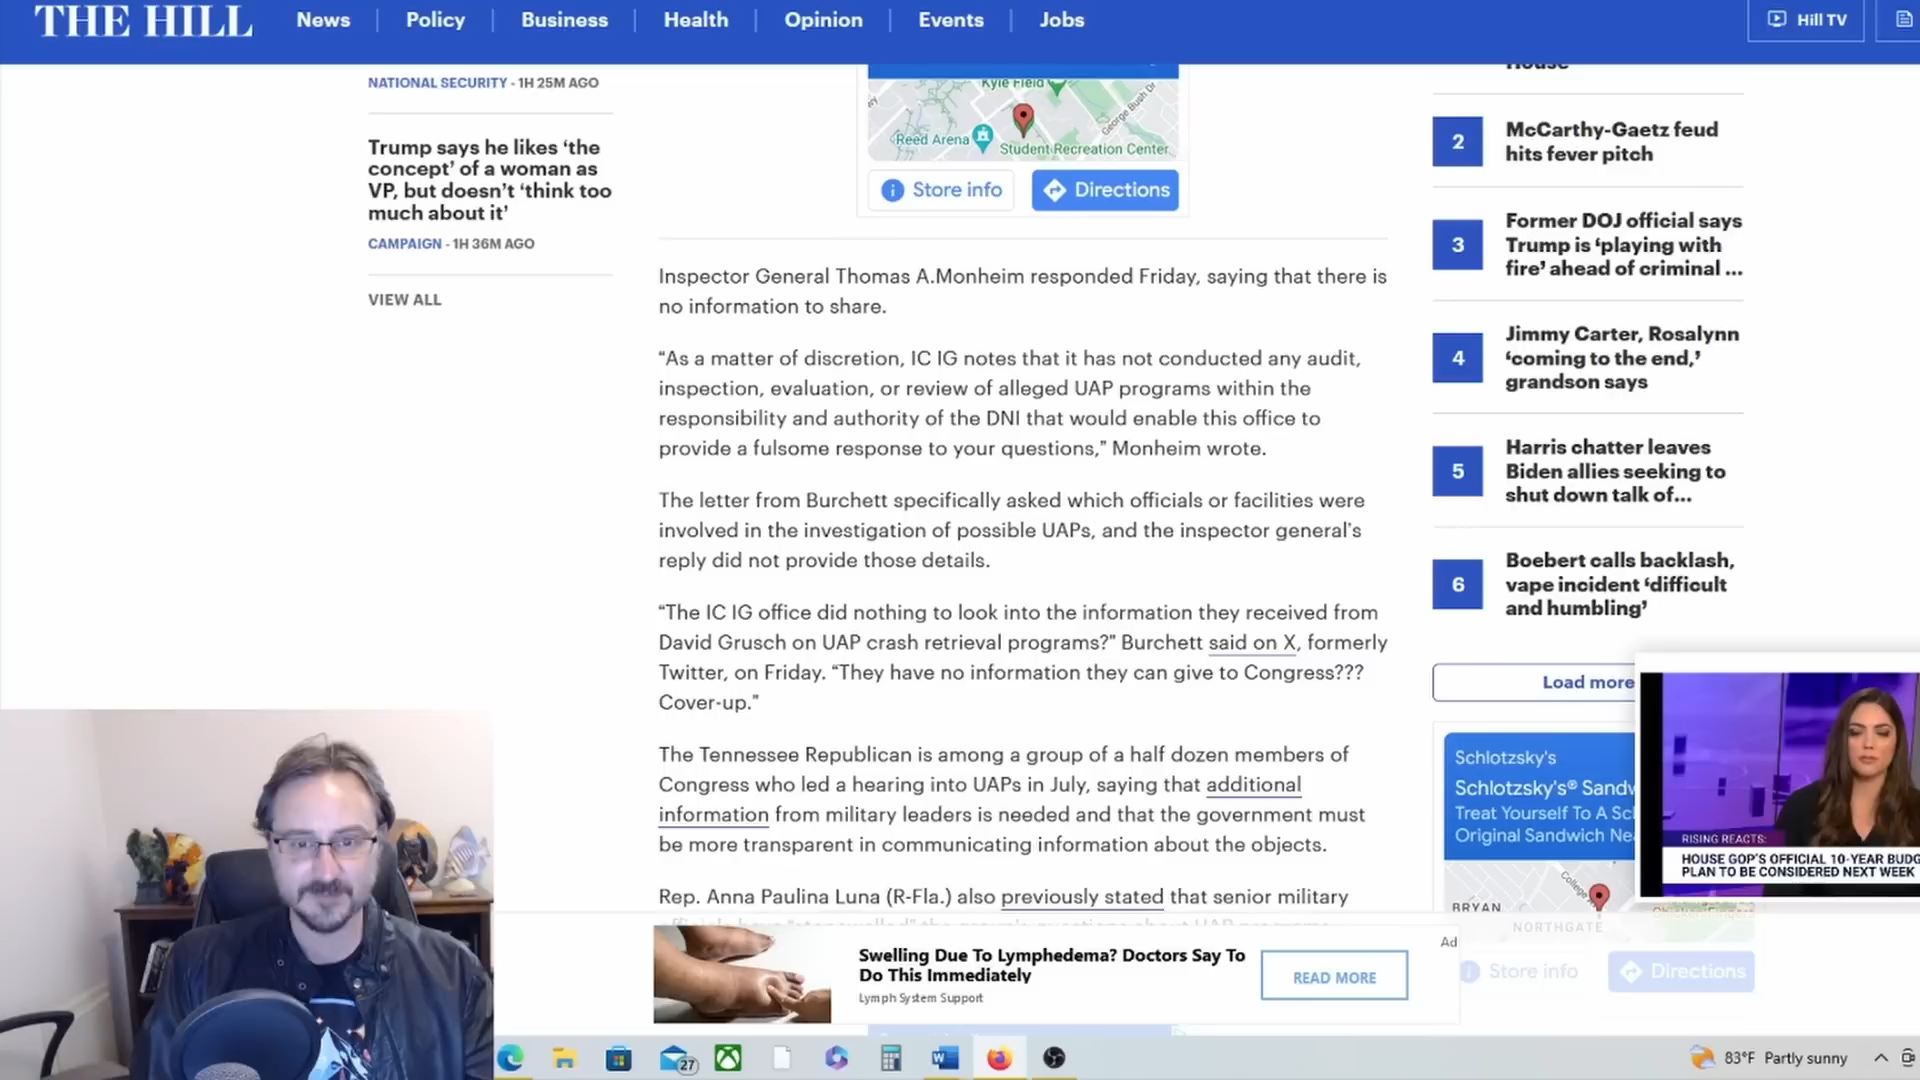 THE HILL
News
Policy
Business
Health
Opinion
Events
Jobs
Hill TV
NATIONAL SECURITY - 1H 25M AGO
Trump says he likes ‘the
concept’ of a woman as
VP, but doesn’t ‘think too
much about it’
CAMPAIGN - 1H 36M AGO
VIEW ALL
Kyle Field
George Bush Dr
Reed Arena
Student Recreation Center
Store info
Directions
Inspector General Thomas A.Monheim responded Friday, saying that there is
no information to share.
“As a matter of discretion, IC IG notes that it has not conducted any audit,
inspection, evaluation, or review of alleged UAP programs within the
responsibility and authority of the DNI that would enable this office to
provide a fulsome response to your questions,” Monheim wrote.
The letter from Burchett specifically asked which officials or facilities were
involved in the investigation of possible UAPs, and the inspector general’s
reply did not provide those details.
“The IC IG office did nothing to look into the information they received from
David Grusch on UAP crash retrieval programs?” Burchett said on X, formerly
Twitter, on Friday. “They have no information they can give to Congress???
Cover-up.”
The Tennessee Republican is among a group of a half dozen members of
Congress who led a hearing into UAPs in July, saying that additional
information from military leaders is needed and that the government must
be more transparent in communicating information about the objects.
Rep. Anna Paulina Luna (R-Fla.) also previously stated that senior military
House
2
McCarthy-Gaetz feud
hits fever pitch
3
Former DOJ official says
Trump is ‘playing with
fire’ ahead of criminal ...
4
Jimmy Carter, Rosalynn
‘coming to the end,’
grandson says
5
Harris chatter leaves
Biden allies seeking to
shut down talk of...
6
Boebert calls backlash,
vape incident ‘difficult
and humbling’
Load more
Schlotzsky's
Schlotzsky's® Sandw
Treat Yourself To A Sc
Original Sandwich Ne
College
BRYAN
NORTHGATE
Store info
Directions
RISING REACTS:
HOUSE GOP'S OFFICIAL 10-YEAR BUDG
PLAN TO BE CONSIDERED NEXT WEEK
Swelling Due To Lymphedema? Doctors Say To
Do This Immediately
Lymph System Support
READ MORE
Ad
27
83°F Partly sunny